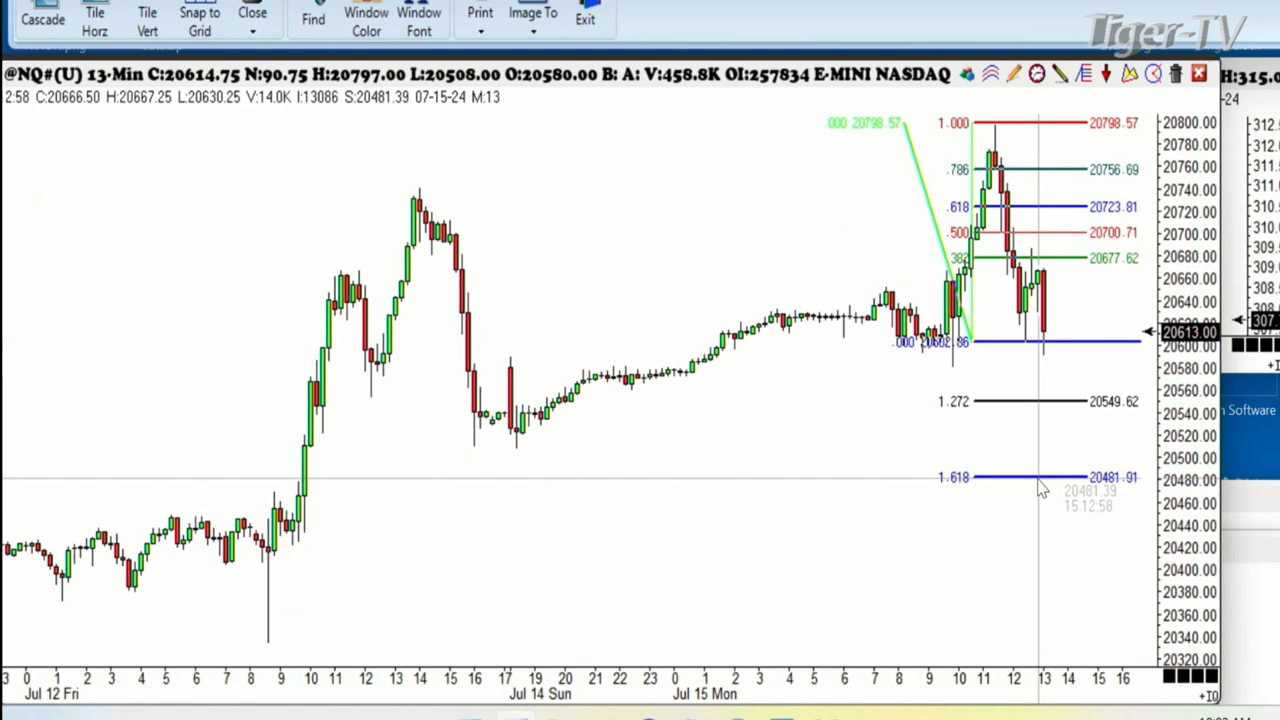 Cascade
Tile
Horz
Tile
Vert
Snap to
Grid
Close
Find
Window
Color
Window
Font
Print
Image To
Exit
Tiger-TV
@NQ#(U) 13-Min C:20614.75 N:90.75 H:20797.00 L:20508.00 O:20580.00 B: A: V:458.8K OI:257834 E-MINI NASDAQ
H:315.0
2:58 C:20666.50 H:20667.25 L:20630.25 V:14.0K I:13086 S:20481.39 07-15-24 M:13
-24
.000 20798.57
1.000 20798.57
.786 20756.69
.618 20723.81
.500 20700.71
.382 20677.62
1.272 20549.62
1.618 20481.91
20481.39
15 12:58
20800.00
20780.00
20760.00
20740.00
20720.00
20700.00
20680.00
20660.00
20640.00
20613.00
20600.00
20580.00
20560.00
20540.00
20520.00
20500.00
20480.00
20460.00
20440.00
20420.00
20400.00
20380.00
20360.00
20340.00
20320.00
312.5
312.0
311.5
311.0
310.5
310.0
309.5
309.0
308.5
308.0
307.
n Software
3 0 1 2 3 4 5 6 7 8 9 10 11 12 13 14 15 16 17 19 20 21 22 23 0 1 2 3 4 5 6 7 8 9 10 11 12 13 14 15 16
Jul 12 Fri Jul 14 Sun Jul 15 Mon